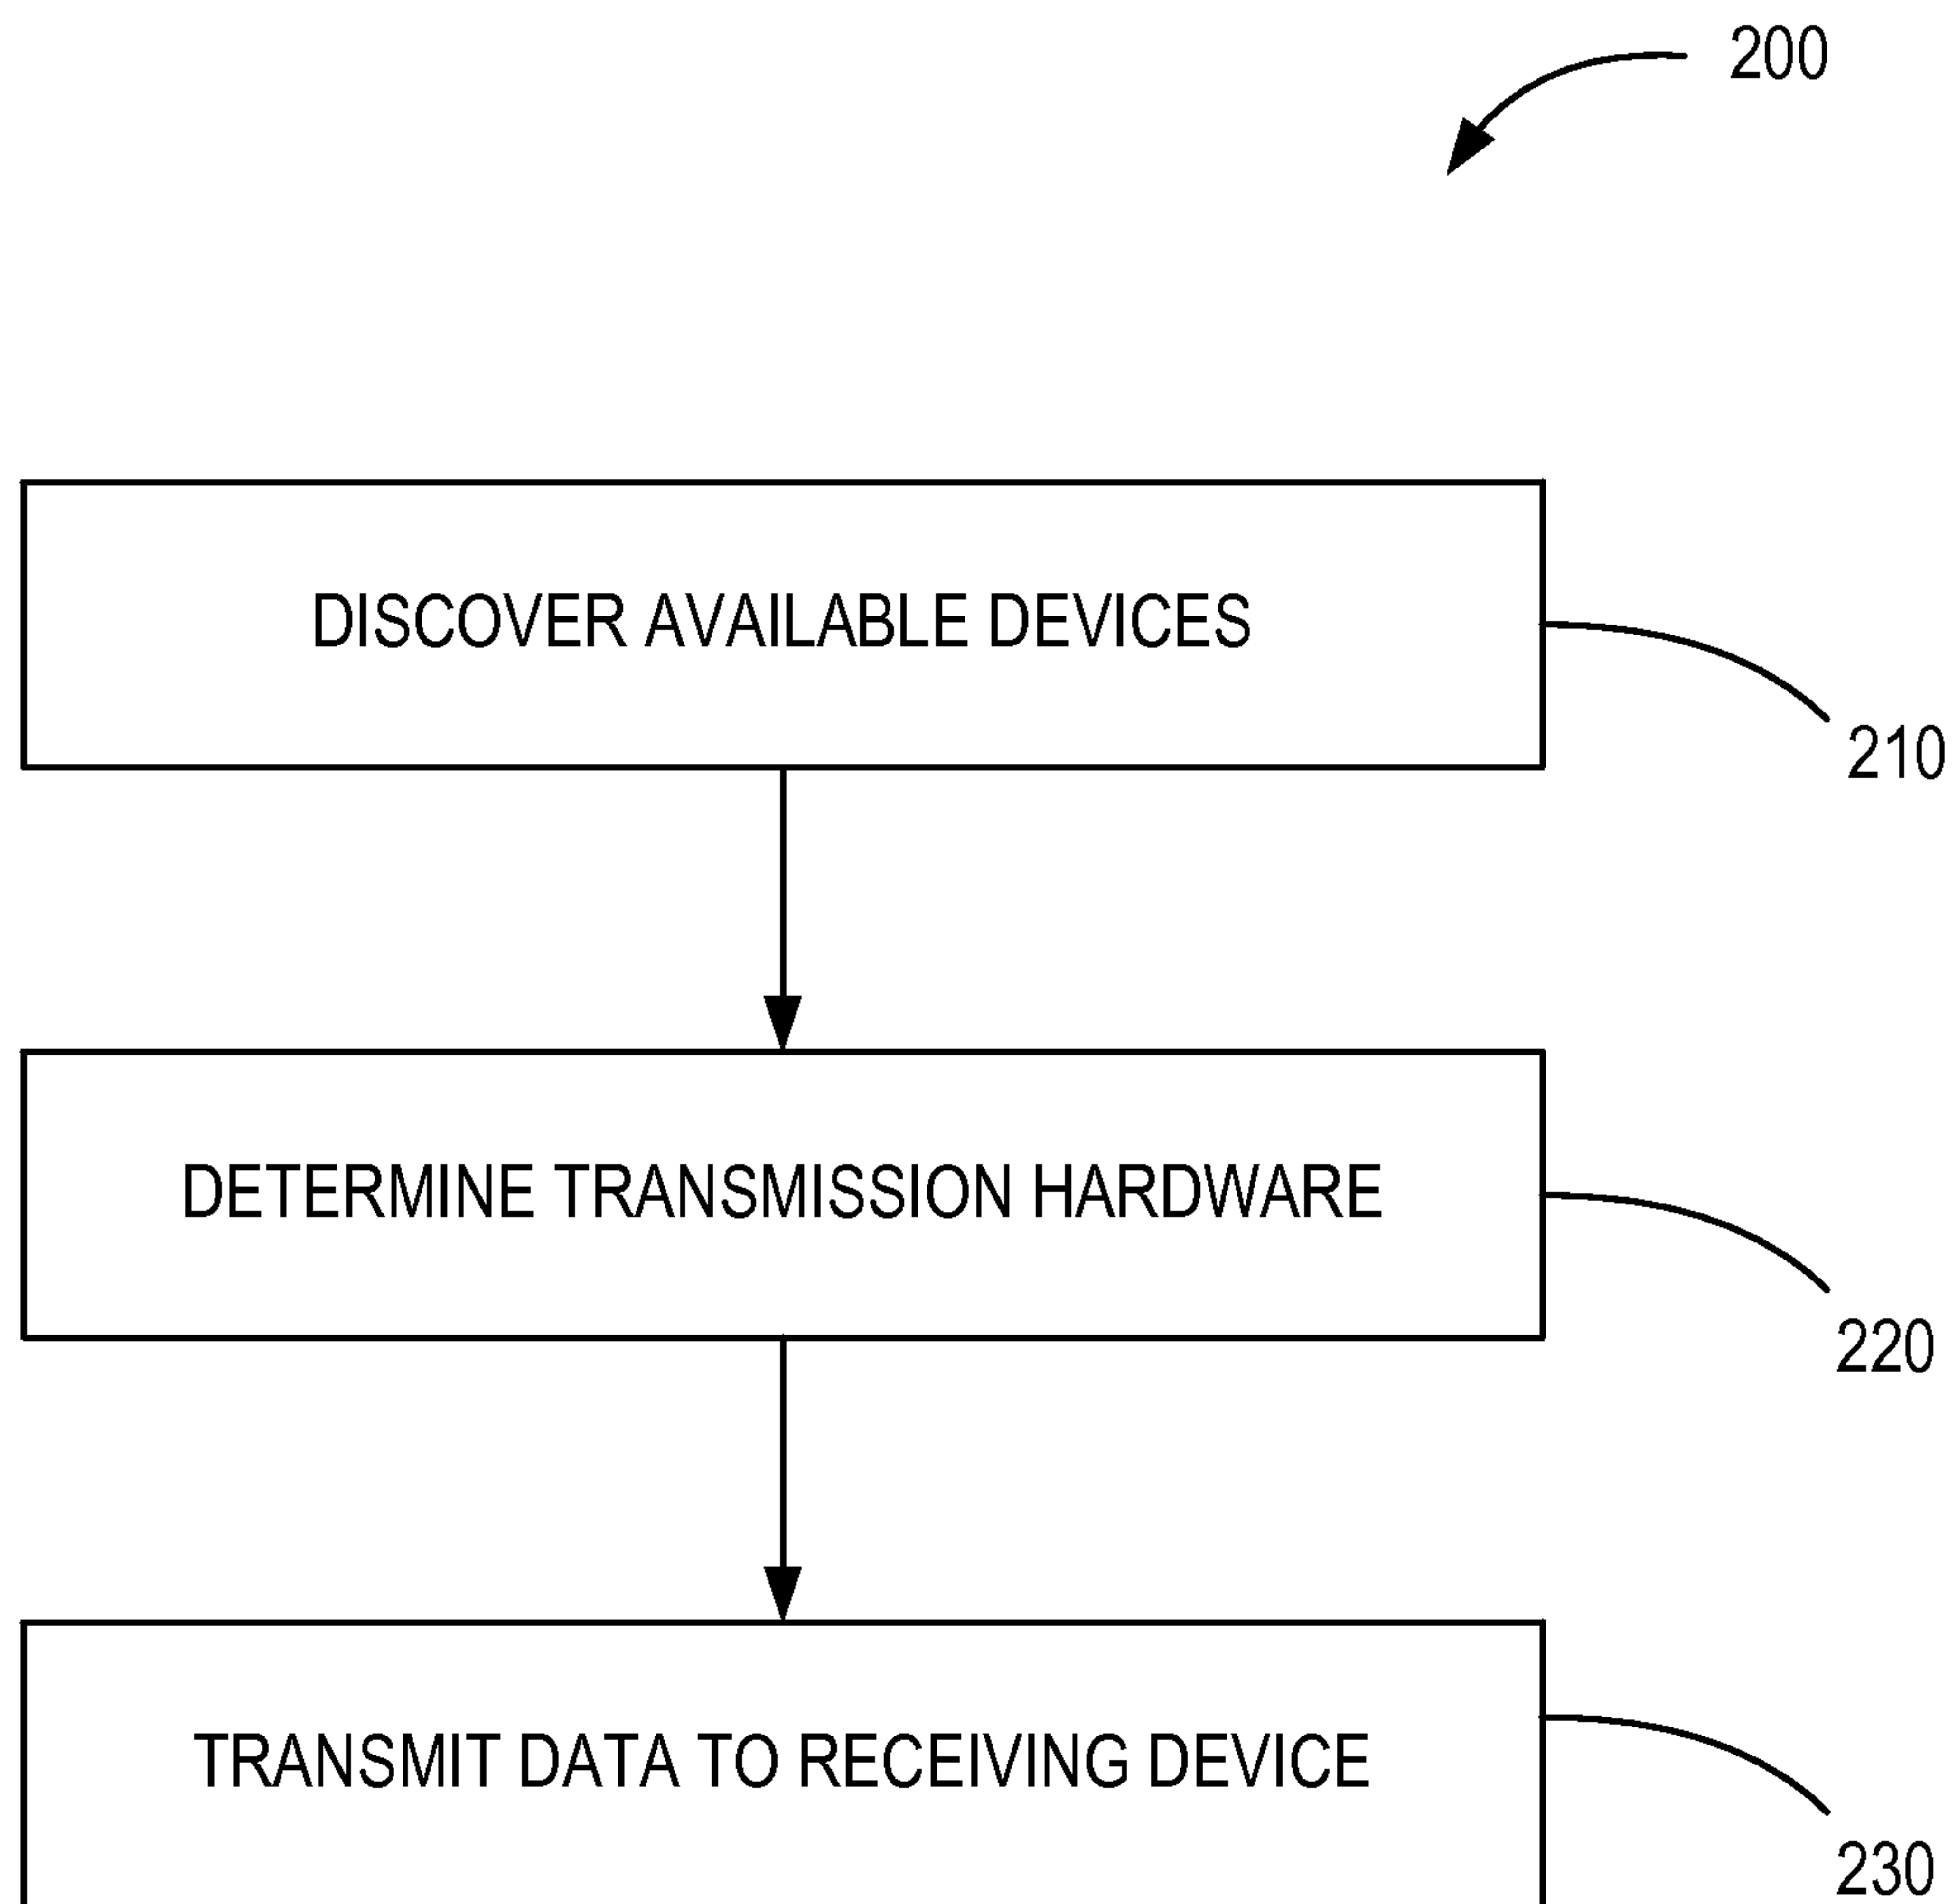 200
DISCOVER AVAILABLE DEVICES
210
DETERMINE TRANSMISSION HARDWARE
220
TRANSMIT DATA TO RECEIVING DEVICE
230